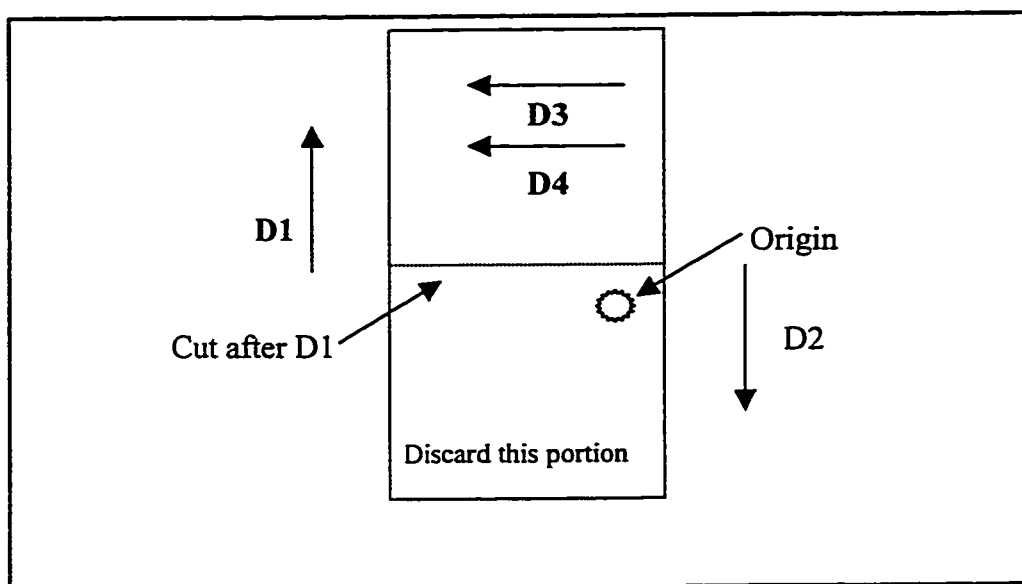 D3
D4
D1
Origin
Cut after D1
D2
Discard this portion